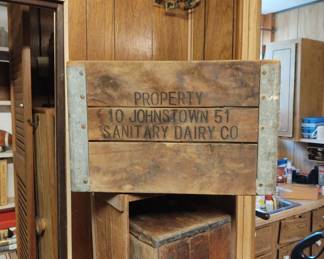 PROPERTY
10 JOHNSTOWN 51
SANITARY DAIRY CO